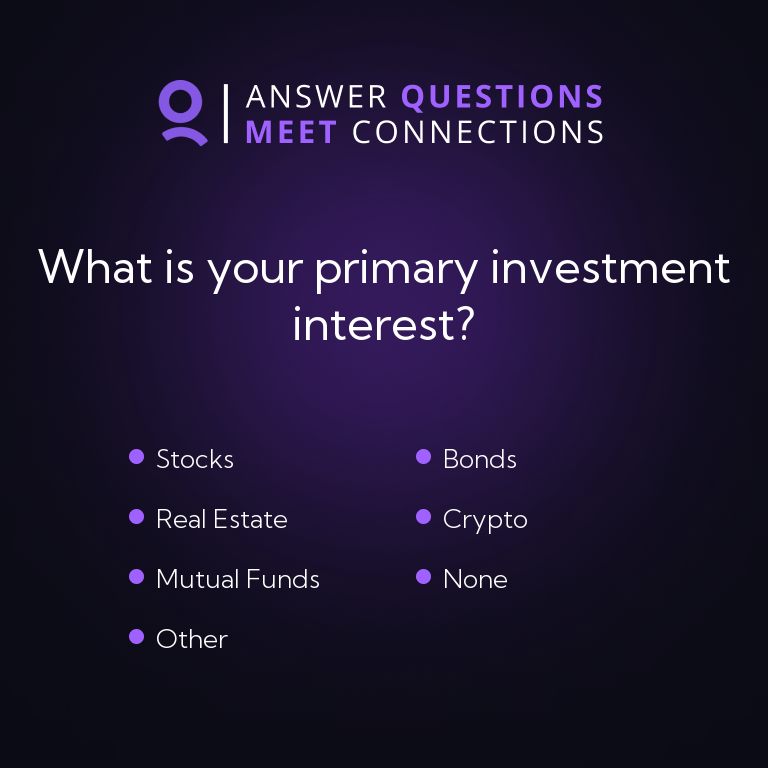 ANSWER QUESTIONS
MEET CONNECTIONS
What is your primary investment
interest?
Stocks
Bonds
Real Estate
Crypto
Mutual Funds
None
Other